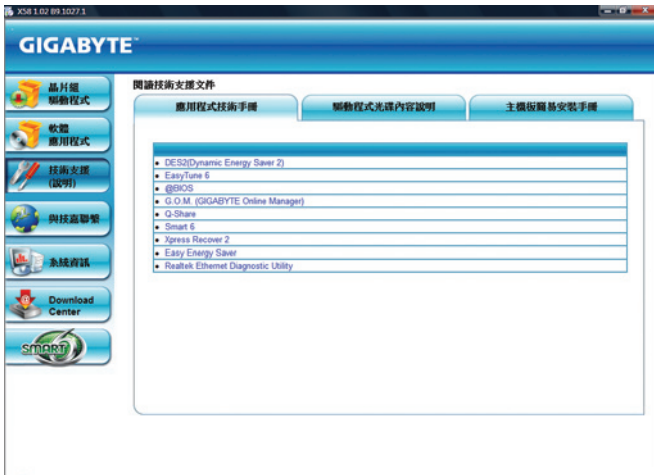 X58 1.02 B9.1027.1
GIGABYTE™
晶片組
驅動程式
軟體
應用程式
技術支援
(說明)
與技嘉聯繫
系統資訊
Download
Center
SMART 6
閱讀技術支援文件
應用程式技術手冊
驅動程式光碟內容說明
主機板簡易安裝手冊
• DES2(Dynamic Energy Saver 2)
• EasyTune 6
• @BIOS
• G.O.M. (GIGABYTE Online Manager)
• Q-Share
• Smart 6
• Xpress Recover 2
• Easy Energy Saver
• Realtek Ethernet Diagnostic Utility